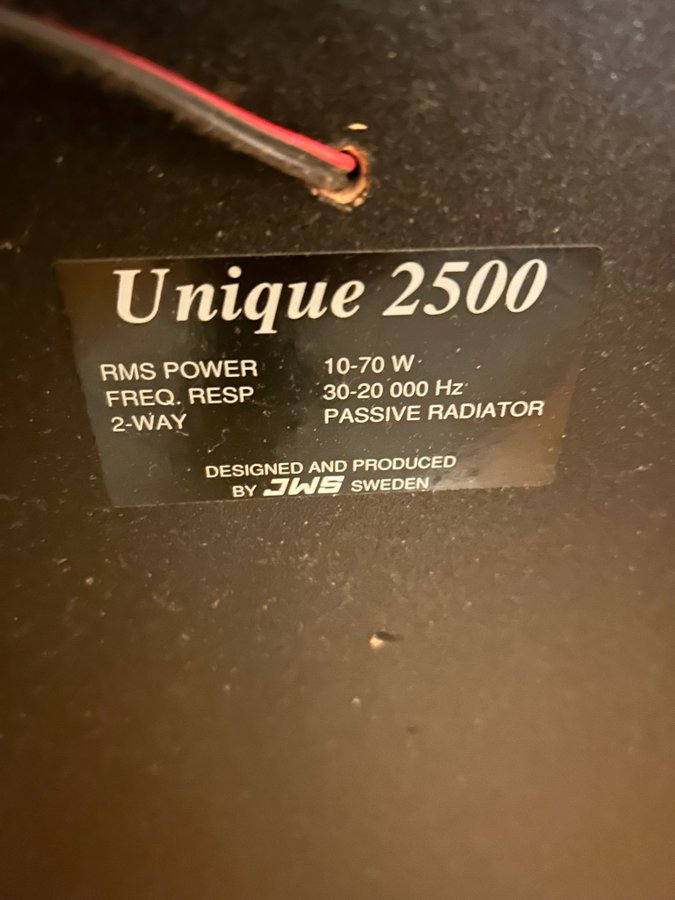 Unique 2500
RMS POWER 10-70 W
FREQ. RESP 30-20 000 Hz
2-WAY PASSIVE RADIATOR
DESIGNED AND PRODUCED
BY JWS SWEDEN